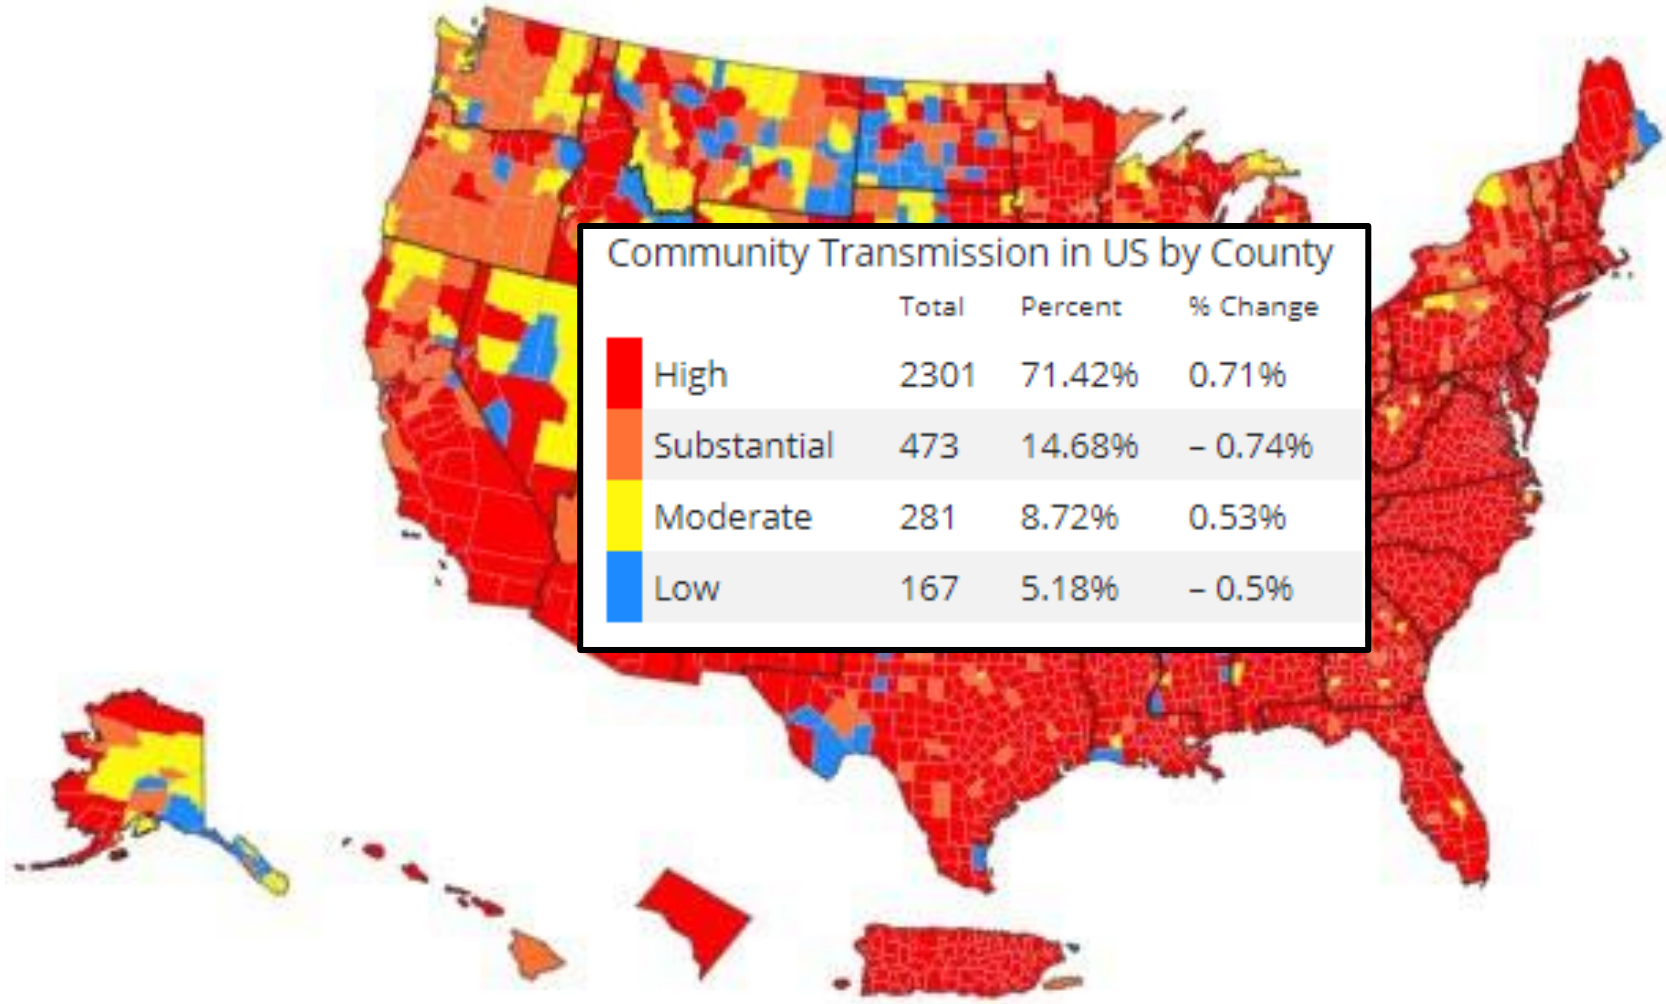 Community Transmission in US by County
Total Percent % Change
High 2301 71.42% 0.71%
Substantial 473 14.68% – 0.74%
Moderate 281 8.72% 0.53%
Low 167 5.18% – 0.5%